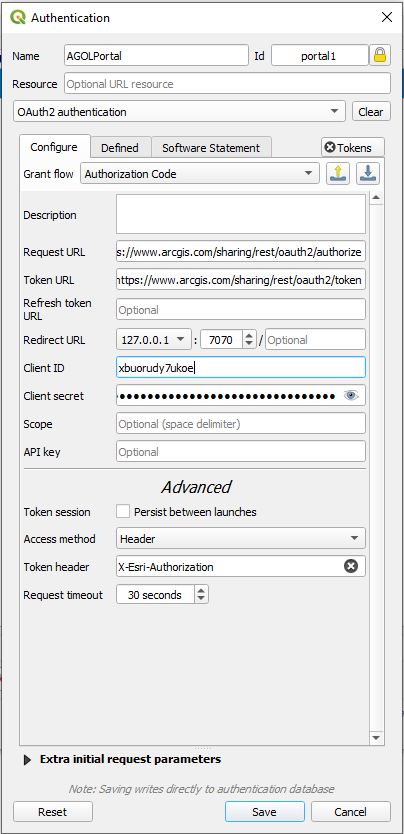 Authentication
Name AGOLPortal Id portal1
Resource Optional URL resource
OAuth2 authentication Clear
Configure Defined Software Statement Tokens
Grant flow Authorization Code
Description
Request URL s://www.arcgis.com/sharing/rest/oauth2/authorize
Token URL https://www.arcgis.com/sharing/rest/oauth2/token
Refresh token
URL Optional
Redirect URL 127.0.0.1 : 7070 / Optional
Client ID xbuorudy7ukoe
Client secret ●●●●●●●●●●●●●●●●●●●●●●●●●●●●●●●●
Scope Optional (space delimiter)
API key Optional
Advanced
Token session Persist between launches
Access method Header
Token header X-Esri-Authorization
Request timeout 30 seconds
Extra initial request parameters
Note: Saving writes directly to authentication database
Reset Save Cancel